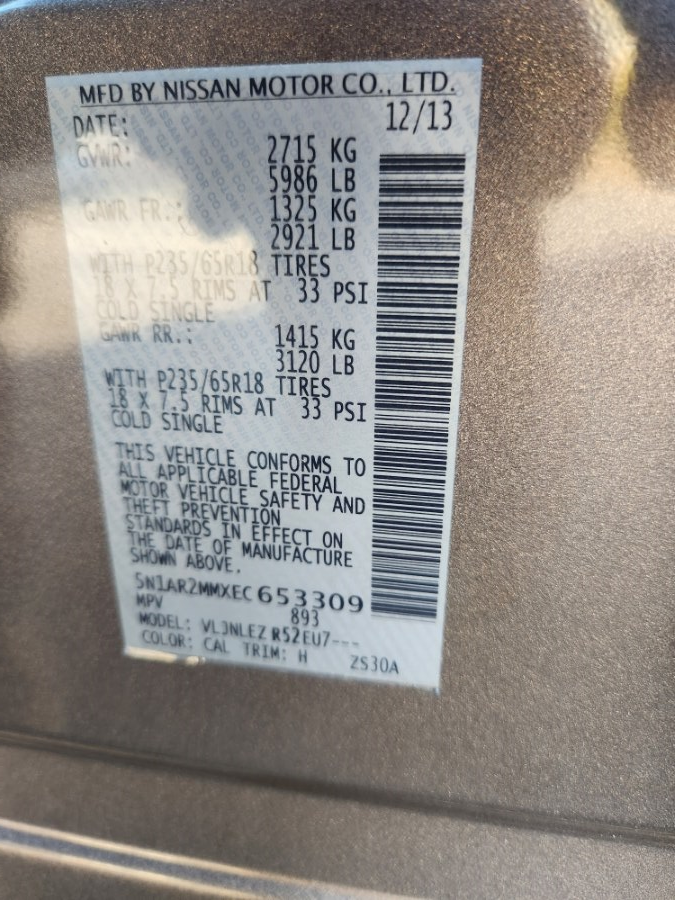 MFD BY NISSAN MOTOR CO., LTD.
DATE: 12/13
GVWR: 2715 KG
5986 LB
GAWR FR.: 1325 KG
2921 LB
WITH P235/65R18 TIRES
18 X 7.5 RIMS AT 33 PSI
COLD SINGLE
GAWR RR.: 1415 KG
3120 LB
WITH P235/65R18 TIRES
18 X 7.5 RIMS AT 33 PSI
COLD SINGLE
THIS VEHICLE CONFORMS TO
ALL APPLICABLE FEDERAL
MOTOR VEHICLE SAFETY AND
THEFT PREVENTION
STANDARDS IN EFFECT ON
THE DATE OF MANUFACTURE
SHOWN ABOVE.
5N1AR2MMXEC653309
MPV 893
MODEL: VLJNLEZ R52EU7---
COLOR: CAL TRIM: H ZS30A